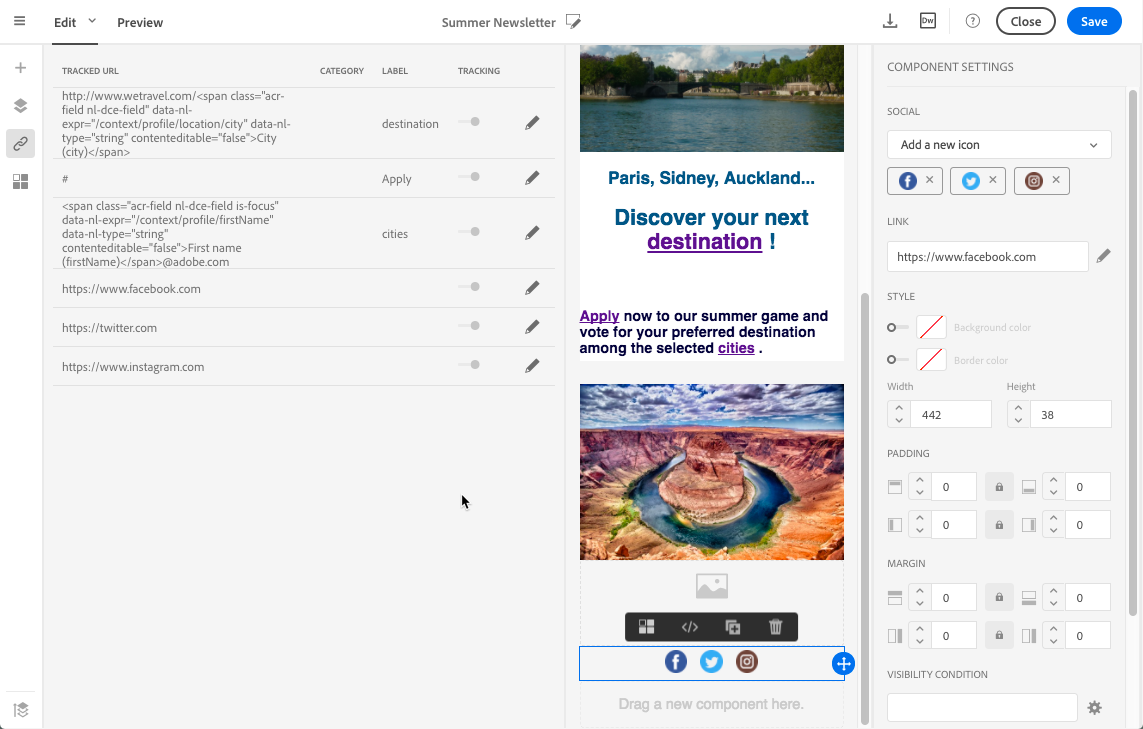 Edit
Preview
Summer Newsletter
Dw
?
Close
Save
TRACKED URL
CATEGORY
LABEL
TRACKING
http://www.wetravel.com/<span class="acr-
field nl-dce-field" data-nl-
expr="/context/profile/location/city" data-nl-
type="string" contenteditable="false">City
(city)</span>
destination
#
Apply
<span class="acr-field nl-dce-field is-focus"
data-nl-expr="/context/profile/firstName"
data-nl-type="string"
contenteditable="false">First name
(firstName)</span>@adobe.com
cities
https://www.facebook.com
https://twitter.com
https://www.instagram.com
Paris, Sidney, Auckland...
Discover your next
destination !
Apply now to our summer game and
vote for your preferred destination
among the selected cities .
</>
Drag a new component here.
COMPONENT SETTINGS
SOCIAL
Add a new icon
LINK
https://www.facebook.com
STYLE
Background color
Border color
Width
Height
442
38
PADDING
0
0
0
0
MARGIN
0
0
0
0
VISIBILITY CONDITION